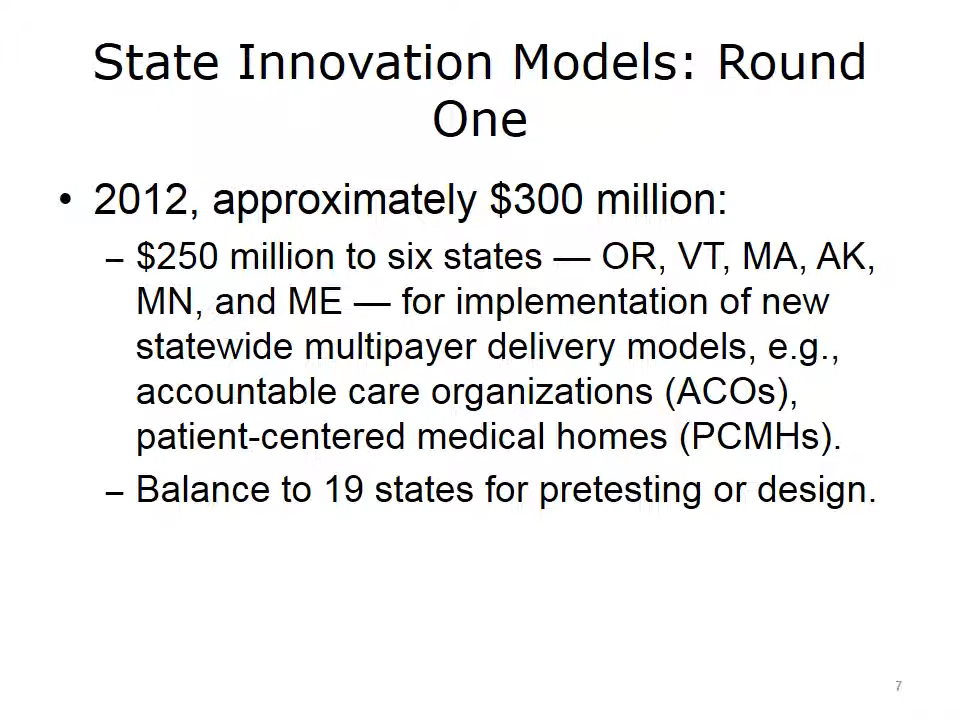 State Innovation Models: Round
One
• 2012, approximately $300 million:
– $250 million to six states — OR, VT, MA, AK,
MN, and ME — for implementation of new
statewide multipayer delivery models, e.g.,
accountable care organizations (ACOs),
patient-centered medical homes (PCMHs).
– Balance to 19 states for pretesting or design.
7